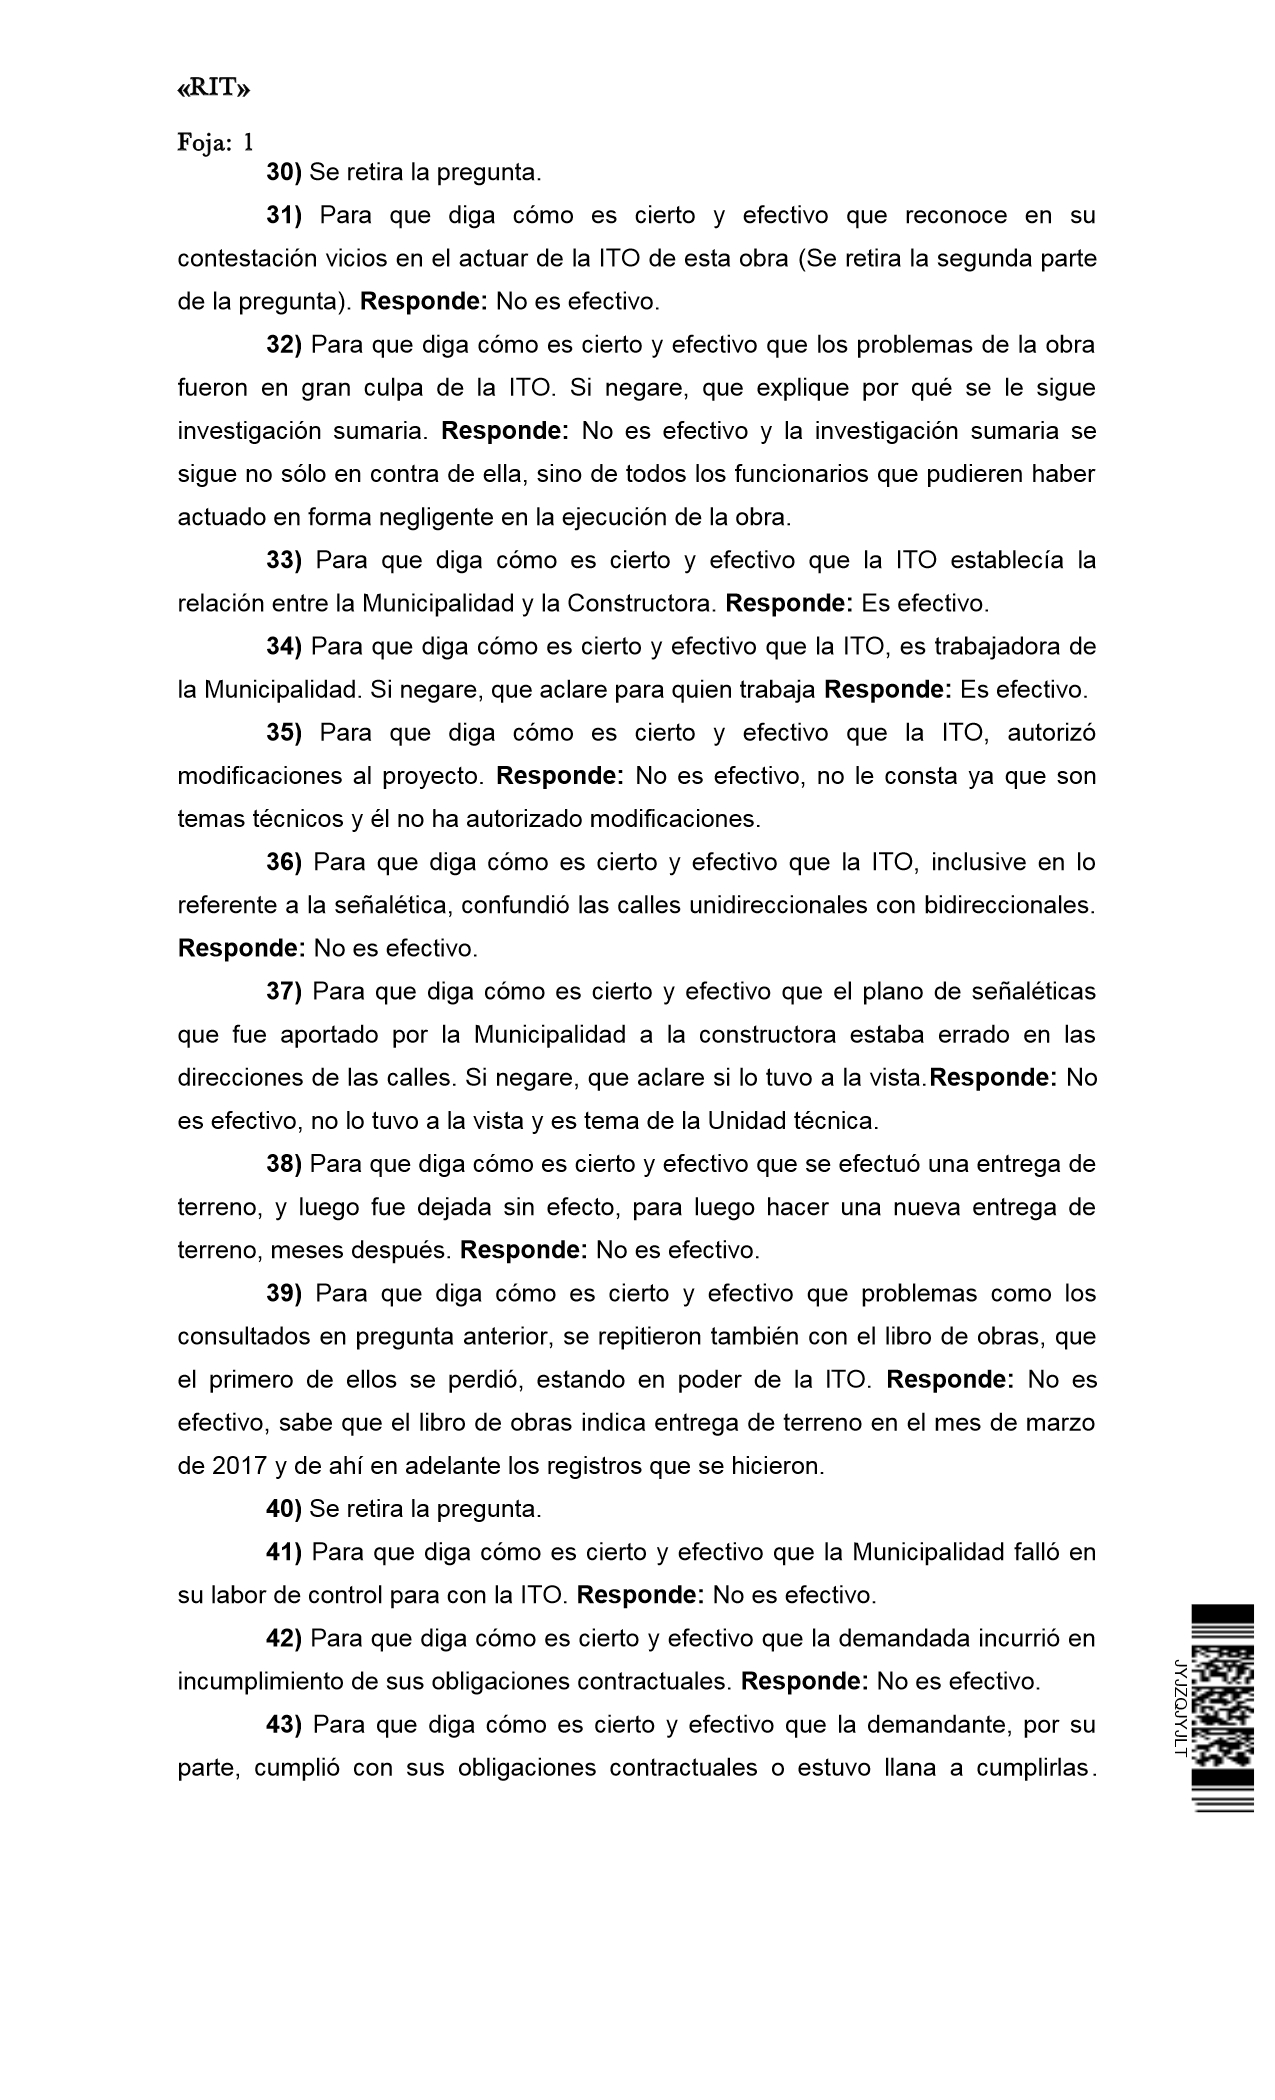 «RIT»
Foja: 1
30) Se retira la pregunta.
31) Para que diga cómo es cierto y efectivo que reconoce en su
contestación vicios en el actuar de la ITO de esta obra (Se retira la segunda parte
de la pregunta). Responde: No es efectivo.
32) Para que diga cómo es cierto y efectivo que los problemas de la obra
fueron en gran culpa de la ITO. Si negare, que explique por qué se le sigue
investigación sumaria. Responde: No es efectivo y la investigación sumaria se
sigue no sólo en contra de ella, sino de todos los funcionarios que pudieren haber
actuado en forma negligente en la ejecución de la obra.
33) Para que diga cómo es cierto y efectivo que la ITO establecía la
relación entre la Municipalidad y la Constructora. Responde: Es efectivo.
34) Para que diga cómo es cierto y efectivo que la ITO, es trabajadora de
la Municipalidad. Si negare, que aclare para quien trabaja Responde: Es efectivo.
35) Para que diga cómo es cierto y efectivo que la ITO, autorizó
modificaciones al proyecto. Responde: No es efectivo, no le consta ya que son
temas técnicos y él no ha autorizado modificaciones.
36) Para que diga cómo es cierto y efectivo que la ITO, inclusive en lo
referente a la señalética, confundió las calles unidireccionales con bidireccionales.
Responde: No es efectivo.
37) Para que diga cómo es cierto y efectivo que el plano de señaléticas
que fue aportado por la Municipalidad a la constructora estaba errado en las
direcciones de las calles. Si negare, que aclare si lo tuvo a la vista.Responde: No
es efectivo, no lo tuvo a la vista y es tema de la Unidad técnica.
38) Para que diga cómo es cierto y efectivo que se efectuó una entrega de
terreno, y luego fue dejada sin efecto, para luego hacer una nueva entrega de
terreno, meses después. Responde: No es efectivo.
39) Para que diga cómo es cierto y efectivo que problemas como los
consultados en pregunta anterior, se repitieron también con el libro de obras, que
el primero de ellos se perdió, estando en poder de la ITO. Responde: No es
efectivo, sabe que el libro de obras indica entrega de terreno en el mes de marzo
de 2017 y de ahí en adelante los registros que se hicieron.
40) Se retira la pregunta.
41) Para que diga cómo es cierto y efectivo que la Municipalidad falló en
su labor de control para con la ITO. Responde: No es efectivo.
42) Para que diga cómo es cierto y efectivo que la demandada incurrió en
incumplimiento de sus obligaciones contractuales. Responde: No es efectivo.
43) Para que diga cómo es cierto y efectivo que la demandante, por su
parte, cumplió con sus obligaciones contractuales o estuvo llana a cumplirlas.
JYJZQJYJLT